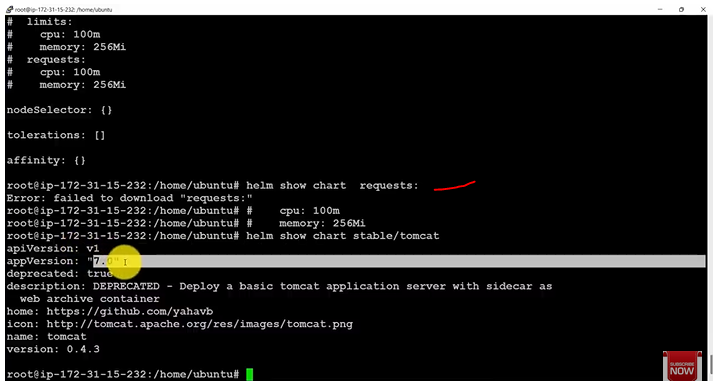 root@ip-172-31-15-232: /home/ubuntu
#   limits:
#     cpu: 100m
#     memory: 256Mi
#   requests:
#     cpu: 100m
#     memory: 256Mi
nodeSelector: {}
tolerations: []
affinity: {}
root@ip-172-31-15-232:/home/ubuntu# helm show chart  requests:
Error: failed to download "requests:"
root@ip-172-31-15-232:/home/ubuntu# #     cpu: 100m
root@ip-172-31-15-232:/home/ubuntu# #     memory: 256Mi
root@ip-172-31-15-232:/home/ubuntu# helm show chart stable/tomcat
apiVersion: v1
appVersion: "7.0"
deprecated: true
description: DEPRECATED - Deploy a basic tomcat application server with sidecar as
  web archive container
home: https://github.com/yahavb
icon: http://tomcat.apache.org/res/images/tomcat.png
name: tomcat
version: 0.4.3
root@ip-172-31-15-232:/home/ubuntu#
SUBSCRIBE
NOW